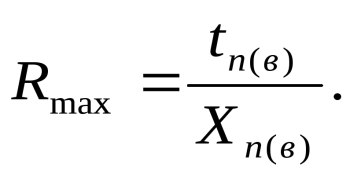 R_max = t_n(в) / X_n(в).